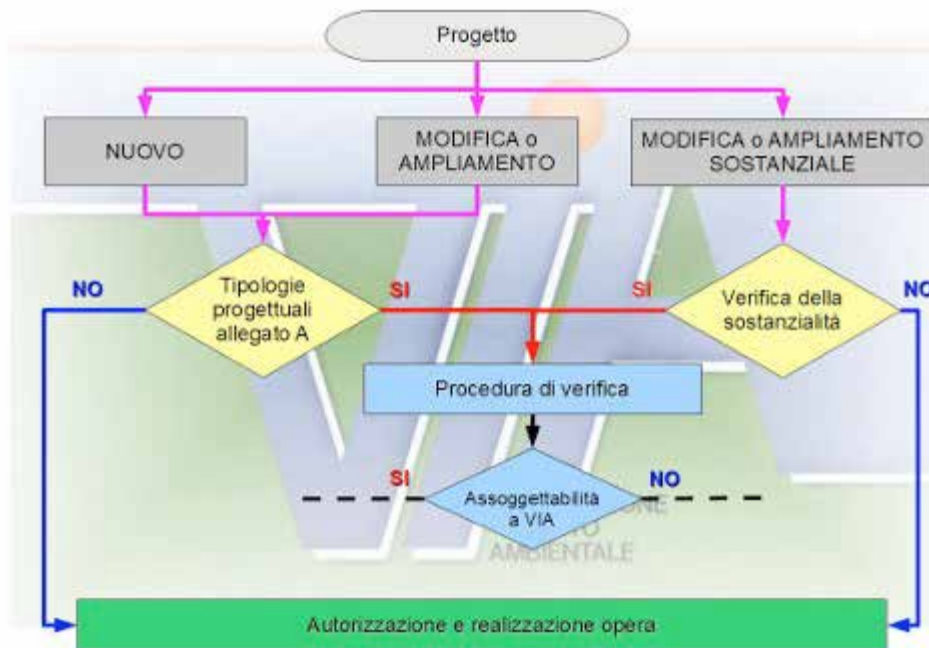 Progetto
NUOVO
MODIFICA o
AMPLIAMENTO
MODIFICA o AMPLIAMENTO
SOSTANZIALE
NO
Tipologie
progettuali
allegato A
SI
SI
Verifica della
sostanzialità
NO
Procedura di verifica
SI
Assoggettabilità
a VIA
NO
AMBIENTALE
Autorizzazione e realizzazione opera